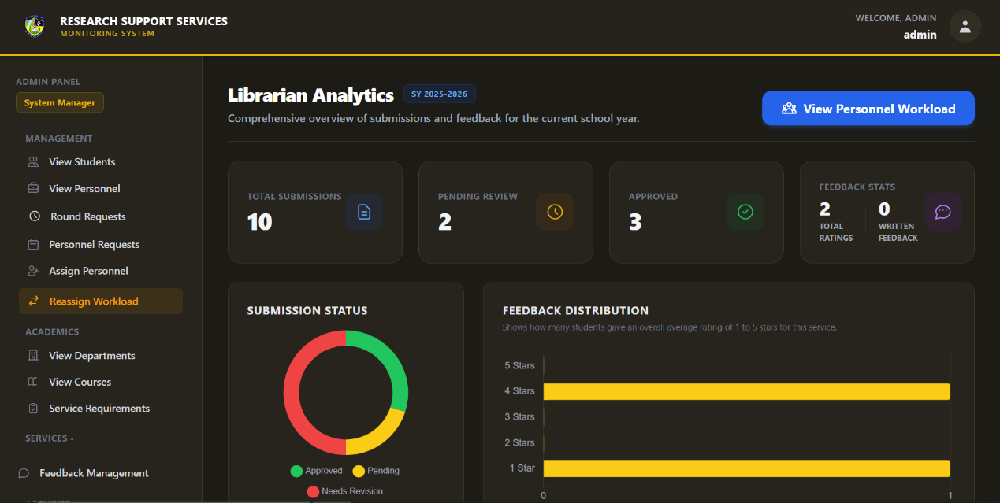 RESEARCH SUPPORT SERVICES
MONITORING SYSTEM
WELCOME, ADMIN
admin
ADMIN PANEL
System Manager
MANAGEMENT
View Students
View Personnel
Round Requests
Personnel Requests
Assign Personnel
Reassign Workload
ACADEMICS
View Departments
View Courses
Service Requirements
SERVICES -
Feedback Management
Librarian Analytics
SY 2025-2026
Comprehensive overview of submissions and feedback for the current school year.
View Personnel Workload
TOTAL SUBMISSIONS
10
PENDING REVIEW
2
APPROVED
3
FEEDBACK STATS
2
TOTAL
RATINGS
0
WRITTEN
FEEDBACK
SUBMISSION STATUS
Approved
Pending
Needs Revision
FEEDBACK DISTRIBUTION
Shows how many students gave an overall average rating of 1 to 5 stars for this service.
5 Stars
4 Stars
3 Stars
2 Stars
1 Star
0
1